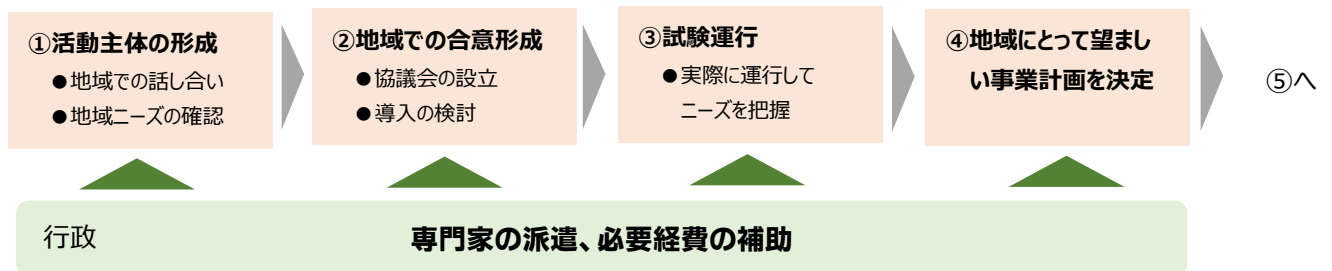 ①活動主体の形成
●地域での話し合い
●地域ニーズの確認
②地域での合意形成
●協議会の設立
●導入の検討
③試験運行
●実際に運行して
ニーズを把握
④地域にとって望まし
い事業計画を決定
⑤へ
行政
専門家の派遣、必要経費の補助